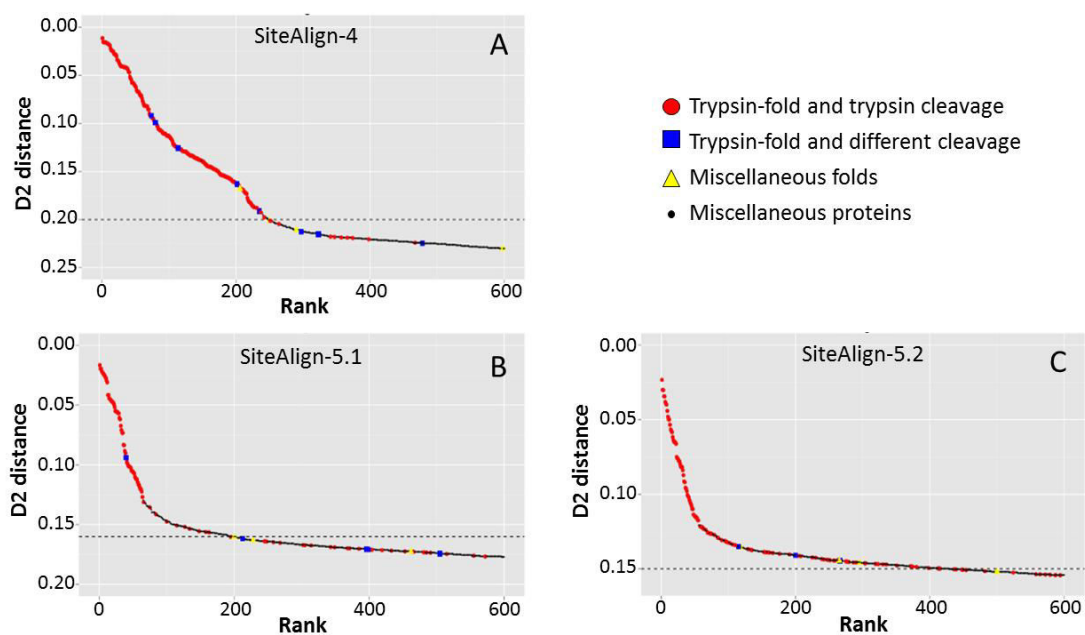 SiteAlign-4
A
D2 distance
0.00
0.05
0.10
0.15
0.20
0.25
0
200
400
600
Rank
Trypsin-fold and trypsin cleavage
Trypsin-fold and different cleavage
Miscellaneous folds
Miscellaneous proteins
SiteAlign-5.1
B
D2 distance
0.00
0.05
0.10
0.15
0.20
0
200
400
600
Rank
SiteAlign-5.2
C
D2 distance
0.00
0.05
0.10
0.15
0
200
400
600
Rank